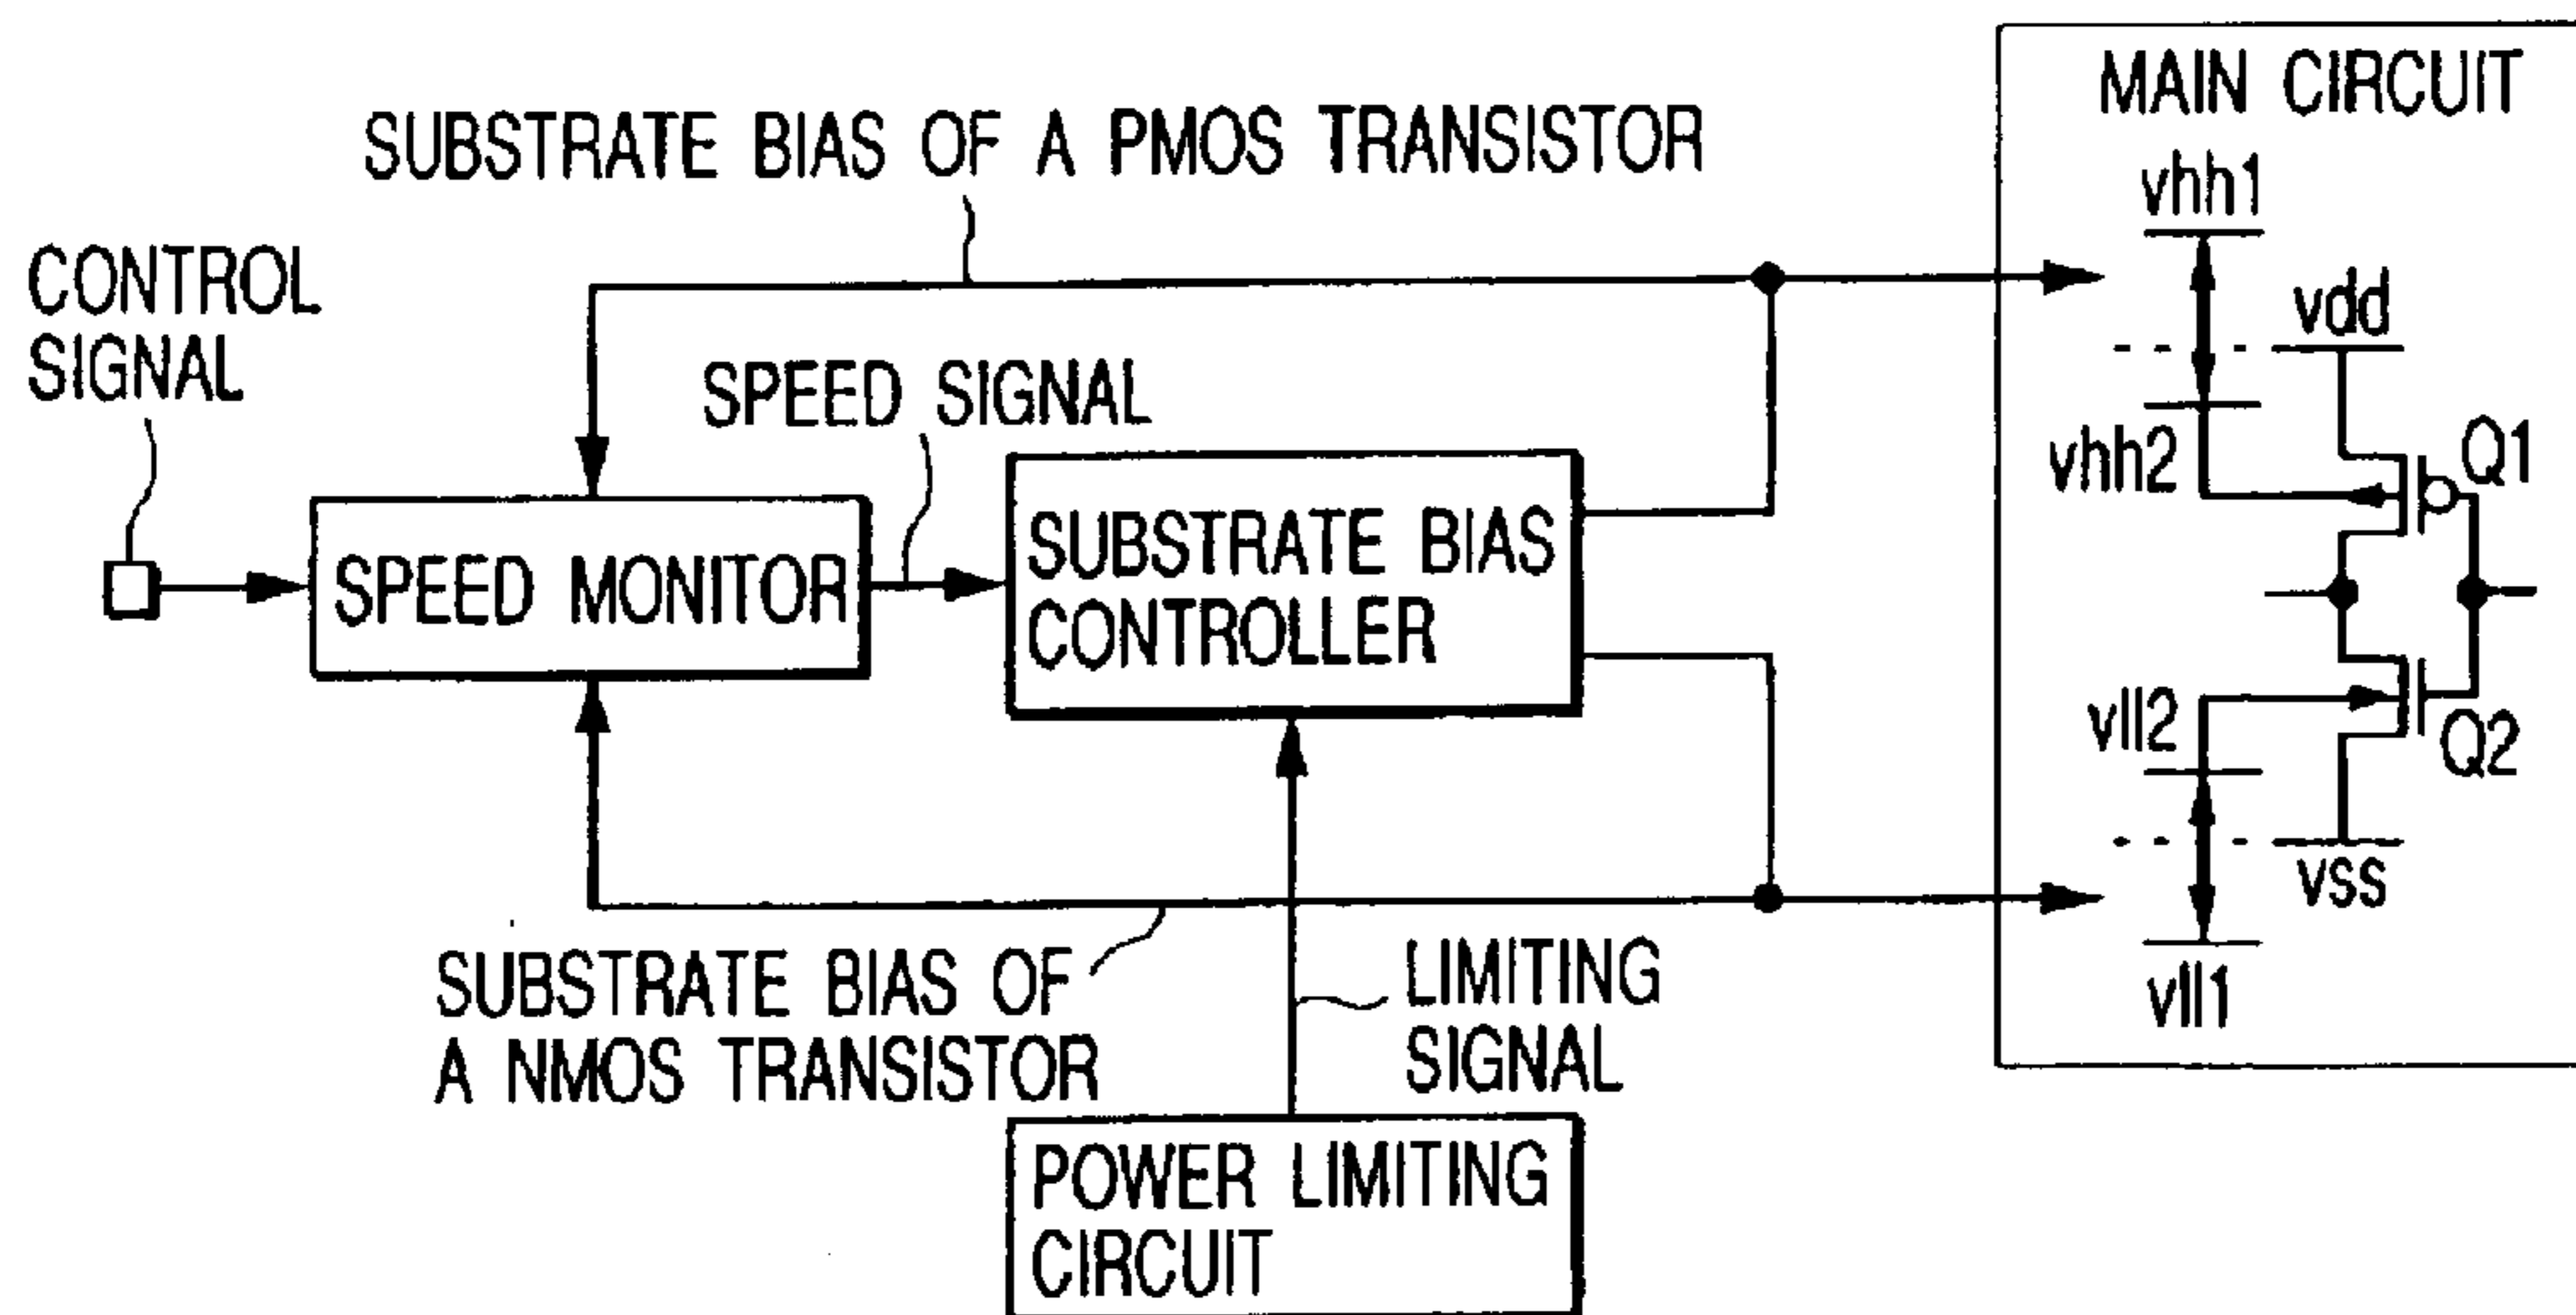 MAIN CIRCUIT
SUBSTRATE BIAS OF A PMOS TRANSISTOR
vhh1
CONTROL
SIGNAL
vdd
SPEED SIGNAL
vhh2
Q1
SPEED MONITOR
SUBSTRATE BIAS
CONTROLLER
vll2
Q2
vss
SUBSTRATE BIAS OF
A NMOS TRANSISTOR
LIMITING
SIGNAL
vll1
POWER LIMITING
CIRCUIT